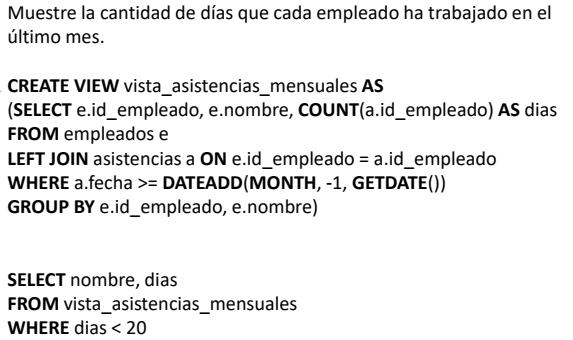 Muestre la cantidad de días que cada empleado ha trabajado en el
último mes.
CREATE VIEW vista_asistencias_mensuales AS
(SELECT e.id_empleado, e.nombre, COUNT(a.id_empleado) AS dias
FROM empleados e
LEFT JOIN asistencias a ON e.id_empleado = a.id_empleado
WHERE a.fecha >= DATEADD(MONTH, -1, GETDATE())
GROUP BY e.id_empleado, e.nombre)
SELECT nombre, dias
FROM vista_asistencias_mensuales
WHERE dias < 20